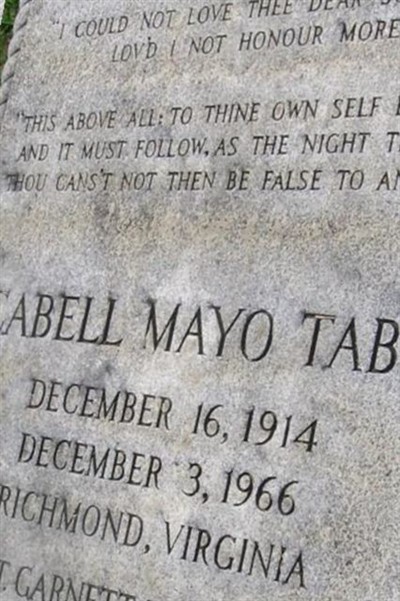 "I COULD NOT LOVE THEE DEAR
LOV'D I NOT HONOUR MORE
"THIS ABOVE ALL: TO THINE OWN SELF
AND IT MUST FOLLOW, AS THE NIGHT
THOU CANS'T NOT THEN BE FALSE TO
CABELL MAYO TAB
DECEMBER 16, 1914
DECEMBER 3, 1966
RICHMOND, VIRGINIA
GARNETT